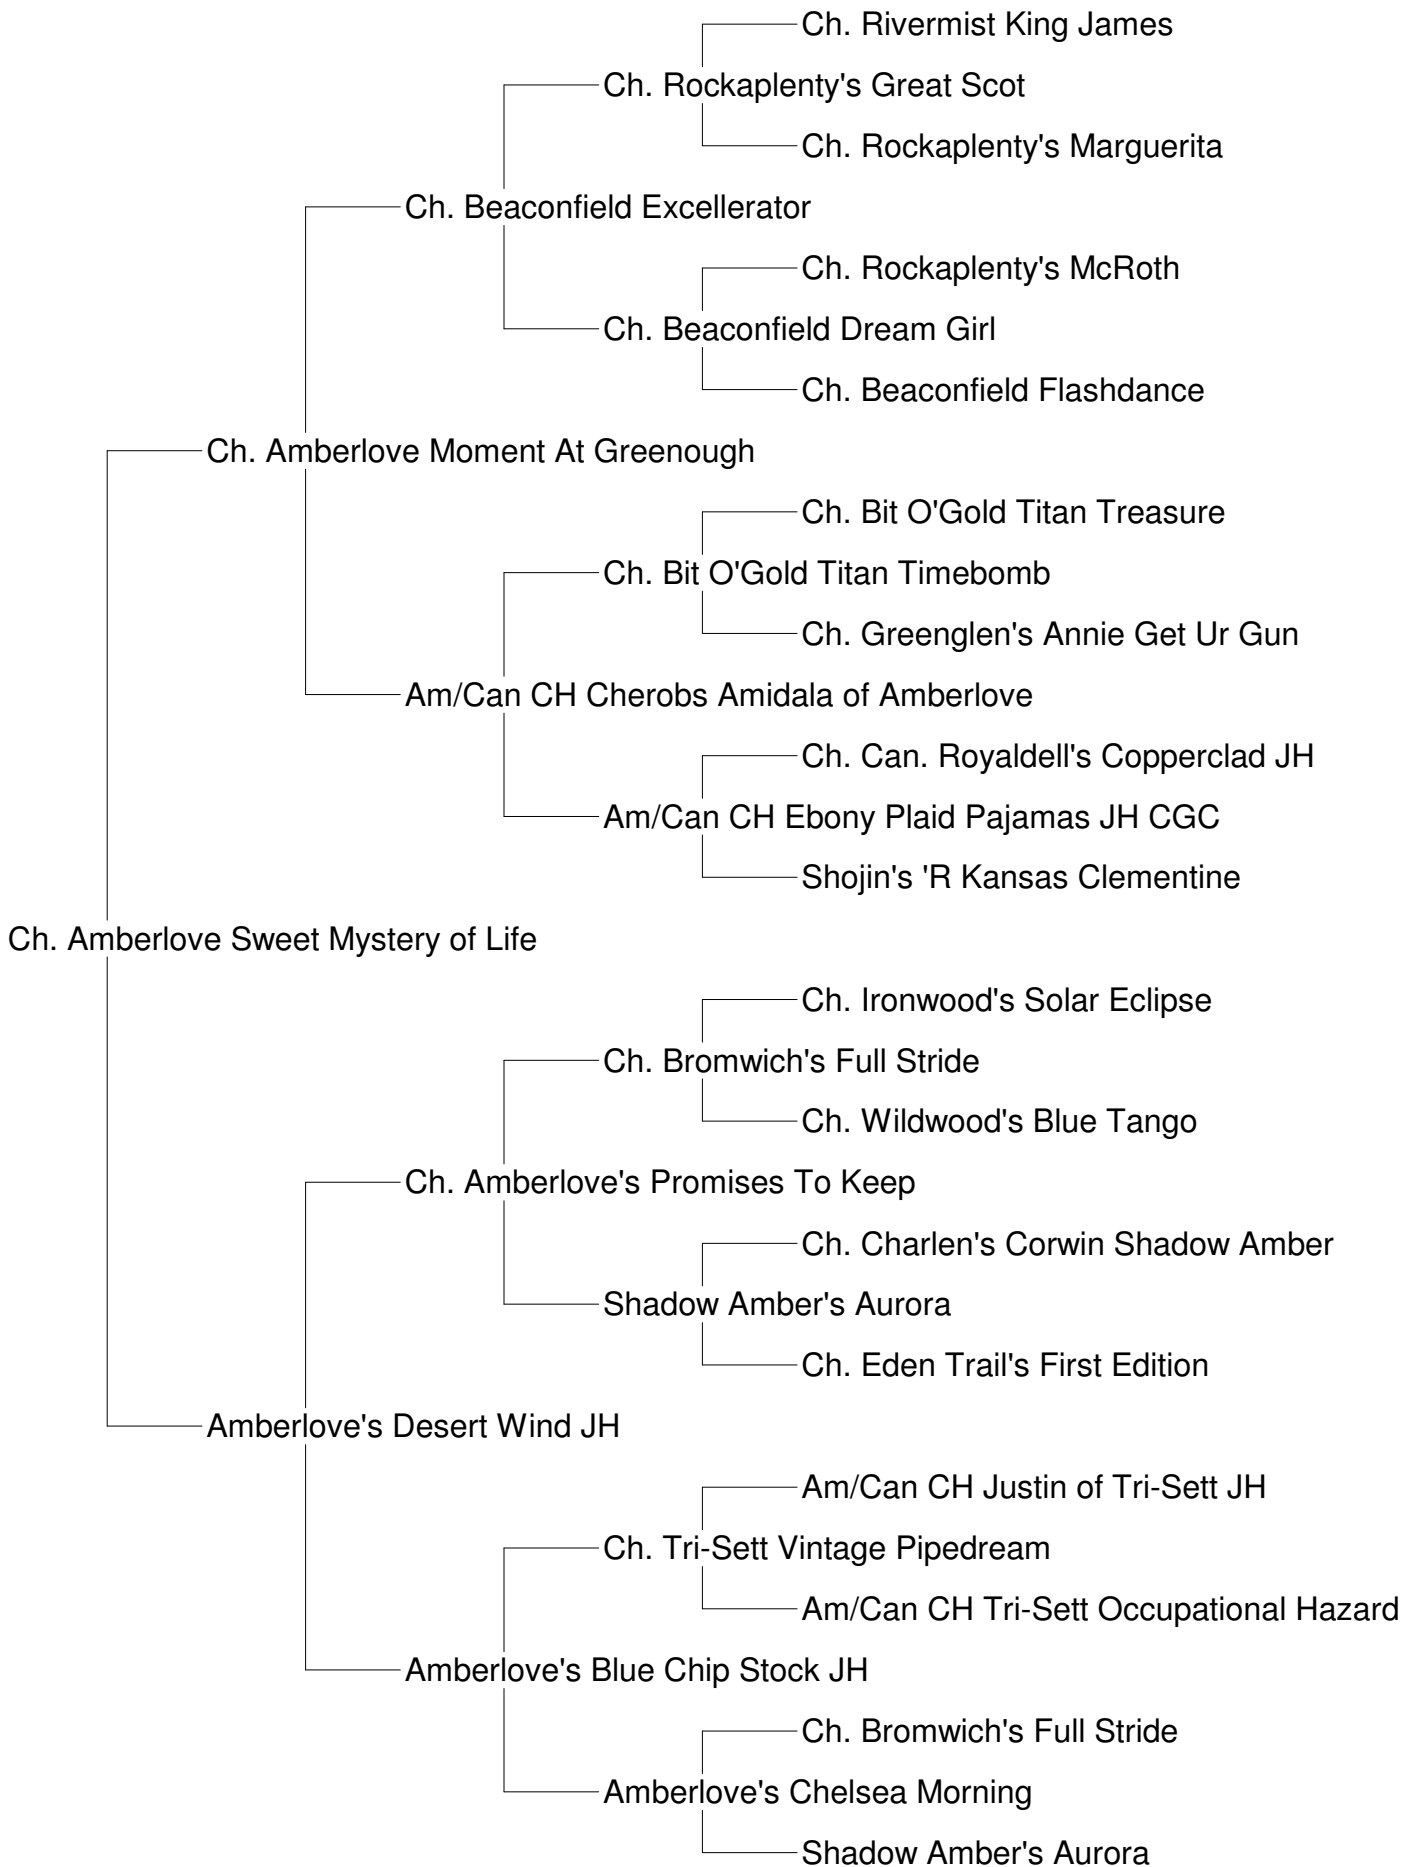 Ch. Rivermist King James
Ch. Rockaplenty's Great Scot
Ch. Rockaplenty's Marguerita
Ch. Beaconfield Excellerator
Ch. Rockaplenty's McRoth
Ch. Beaconfield Dream Girl
Ch. Beaconfield Flashdance
Ch. Amberlove Moment At Greenough
Ch. Bit O'Gold Titan Treasure
Ch. Bit O'Gold Titan Timebomb
Ch. Greenglen's Annie Get Ur Gun
Am/Can CH Cherobs Amidala of Amberlove
Ch. Can. Royaldell's Copperclad JH
Am/Can CH Ebony Plaid Pajamas JH CGC
Shojin's 'R Kansas Clementine
Ch. Amberlove Sweet Mystery of Life
Ch. Ironwood's Solar Eclipse
Ch. Bromwich's Full Stride
Ch. Wildwood's Blue Tango
Ch. Amberlove's Promises To Keep
Ch. Charlen's Corwin Shadow Amber
Shadow Amber's Aurora
Ch. Eden Trail's First Edition
Amberlove's Desert Wind JH
Am/Can CH Justin of Tri-Sett JH
Ch. Tri-Sett Vintage Pipedream
Am/Can CH Tri-Sett Occupational Hazard
Amberlove's Blue Chip Stock JH
Ch. Bromwich's Full Stride
Amberlove's Chelsea Morning
Shadow Amber's Aurora